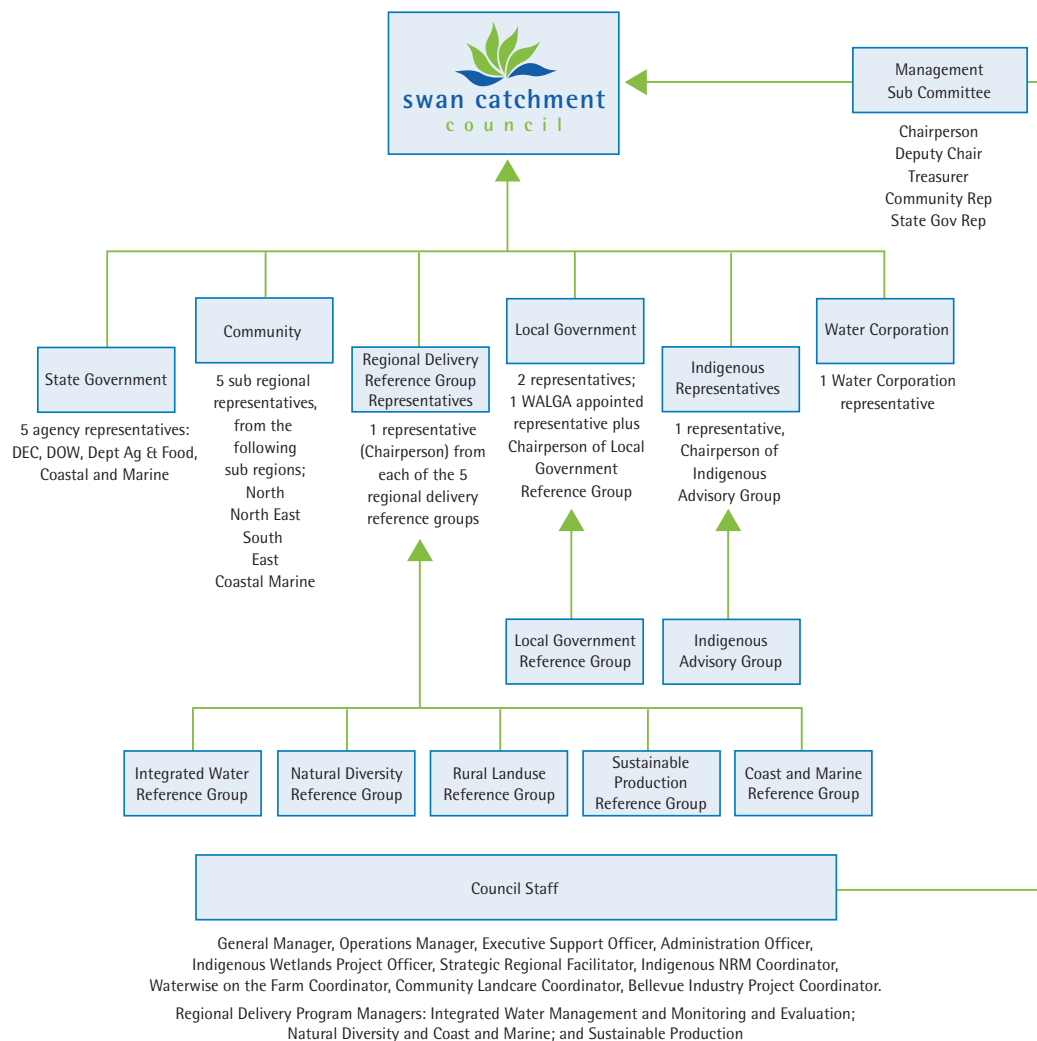 swan catchment
council
Management
Sub Committee
Chairperson
Deputy Chair
Treasurer
Community Rep
State Gov Rep
State Government
5 agency representatives:
DEC, DOW, Dept Ag & Food,
Coastal and Marine
Community
5 sub regional
representatives,
from the
following
sub regions;
North
North East
South
East
Coastal Marine
Regional Delivery
Reference Group
Representatives
1 representative
(Chairperson) from
each of the 5
regional delivery
reference groups
Local Government
2 representatives;
1 WALGA appointed
representative plus
Chairperson of Local
Government
Reference Group
Indigenous
Representatives
1 representative,
Chairperson of
Indigenous
Advisory Group
Water Corporation
1 Water Corporation
representative
Local Government
Reference Group
Indigenous
Advisory Group
Integrated Water
Reference Group
Natural Diversity
Reference Group
Rural Landuse
Reference Group
Sustainable
Production
Reference Group
Coast and Marine
Reference Group
Council Staff
General Manager, Operations Manager, Executive Support Officer, Administration Officer,
Indigenous Wetlands Project Officer, Strategic Regional Facilitator, Indigenous NRM Coordinator,
Waterwise on the Farm Coordinator, Community Landcare Coordinator, Bellevue Industry Project Coordinator.
Regional Delivery Program Managers: Integrated Water Management and Monitoring and Evaluation;
Natural Diversity and Coast and Marine; and Sustainable Production